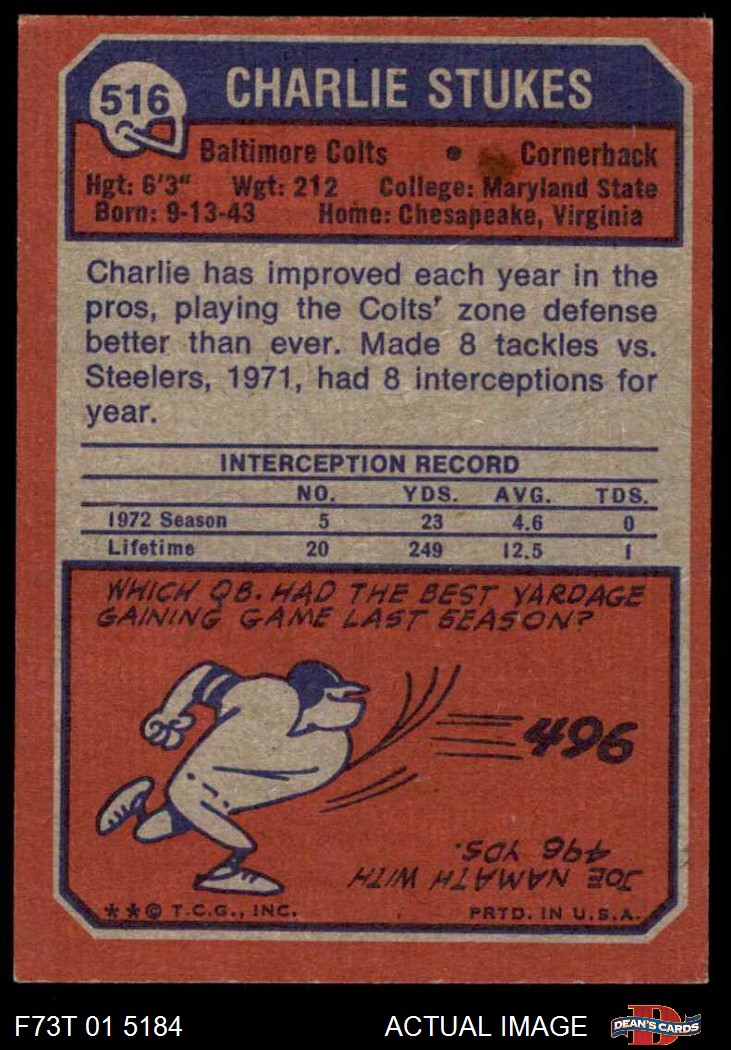 516
CHARLIE STUKES
Baltimore Colts • Cornerback
Hgt: 6'3" Wgt: 212 College: Maryland State
Born: 9-13-43 Home: Chesapeake, Virginia
Charlie has improved each year in the
pros, playing the Colts' zone defense
better than ever. Made 8 tackles vs.
Steelers, 1971, had 8 interceptions for
year.
INTERCEPTION RECORD
NO. YDS. AVG. TDS.
1972 Season 5 23 4.6 0
Lifetime 20 249 12.5 1
WHICH QB. HAD THE BEST YARDAGE
GAINING GAME LAST SEASON?
496
JOE NAMATH WITH
496 YDS.
**© T.C.G., INC. PRTD. IN U.S.A.
F73T 01 5184 ACTUAL IMAGE D DEAN'S CARDS